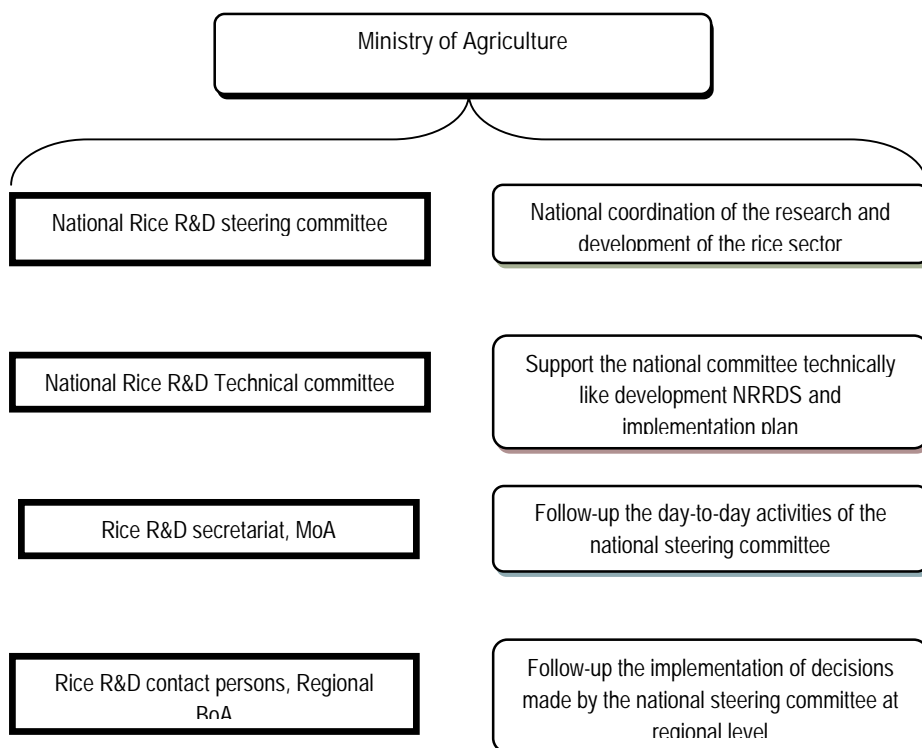 Ministry of Agriculture
National Rice R&D steering committee
National coordination of the research and
development of the rice sector
National Rice R&D Technical committee
Support the national committee technically
like development NRRDS and
implementation plan
Rice R&D secretariat, MoA
Follow-up the day-to-day activities of the
national steering committee
Rice R&D contact persons, Regional
BoA
Follow-up the implementation of decisions
made by the national steering committee at
regional level